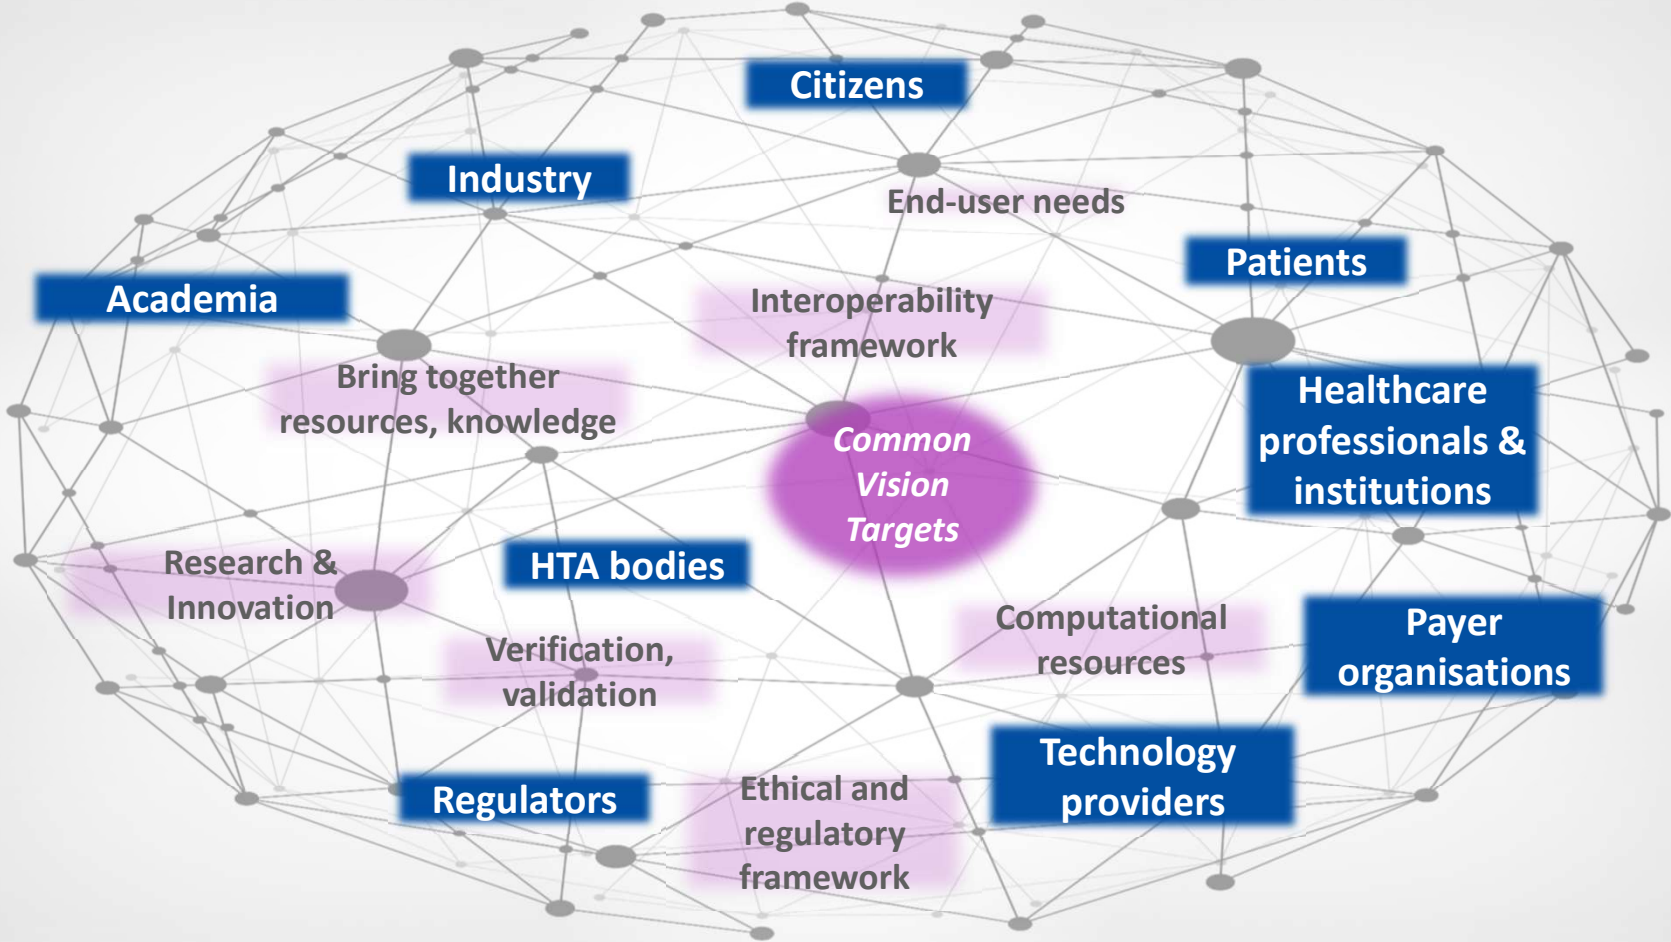 Citizens
Industry
End-user needs
Patients
Academia
Interoperability
framework
Bring together
resources, knowledge
Healthcare
professionals &
institutions
Common
Vision
Targets
Research &
Innovation
HTA bodies
Verification,
validation
Computational
resources
Payer
organisations
Technology
providers
Regulators
Ethical and
regulatory
framework